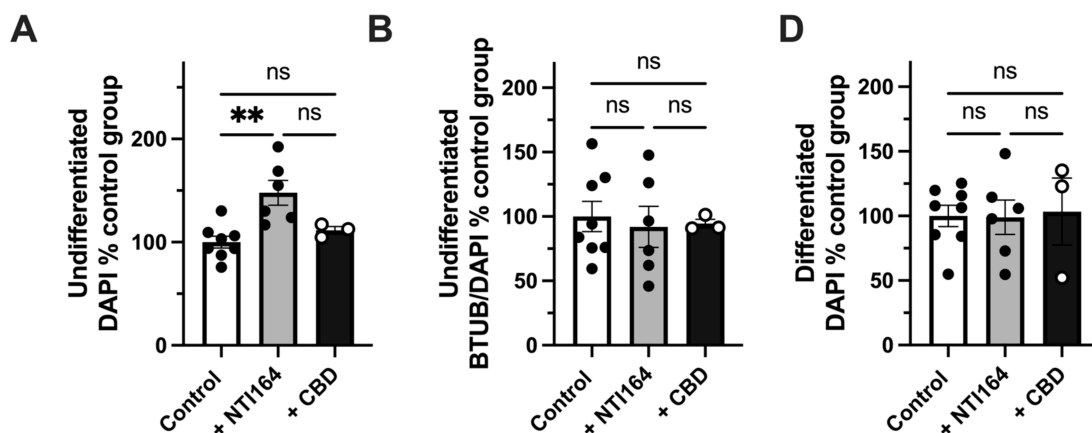 A
Undifferentiated
DAPI % control group
200
100
0
ns
**
ns
Control
+ NTI164
+ CBD
B
Undifferentiated
BTUB/DAPI % control group
200
150
100
50
0
ns
ns
ns
Control
+ NTI164
+ CBD
D
Differentiated
DAPI % control group
200
150
100
50
0
ns
ns
ns
Control
+ NTI164
+ CBD